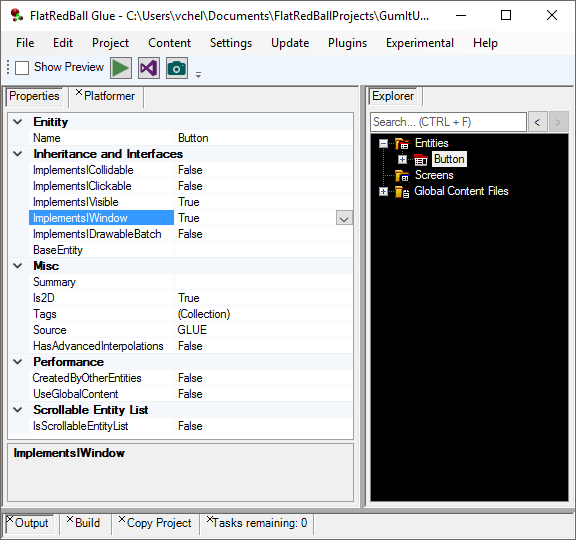 FlatRedBall Glue - C:\Users\vchel\Documents\FlatRedBallProjects\GumItU...
File Edit Project Content Settings Update Plugins Experimental Help
Show Preview
Properties Platformer
Enitity
Name Button
Inheritance and Interfaces
ImplementsICollidable False
ImplementsIClickable False
ImplementsIVisible True
ImplementsIWindow True
ImplementsIDrawableBatch False
BaseEntity
Misc
Summary
Is2D True
Tags (Collection)
Source GLUE
HasAdvancedInterpolations False
Performance
CreatedByOtherEntities False
UseGlobalContent False
Scrollable Entity List
IsScrollableEntityList False
ImplementsIWindow
Explorer
Search... (CTRL + F) < >
Entities
Button
Screens
Global Content Files
Output Build Copy Project Tasks remaining: 0